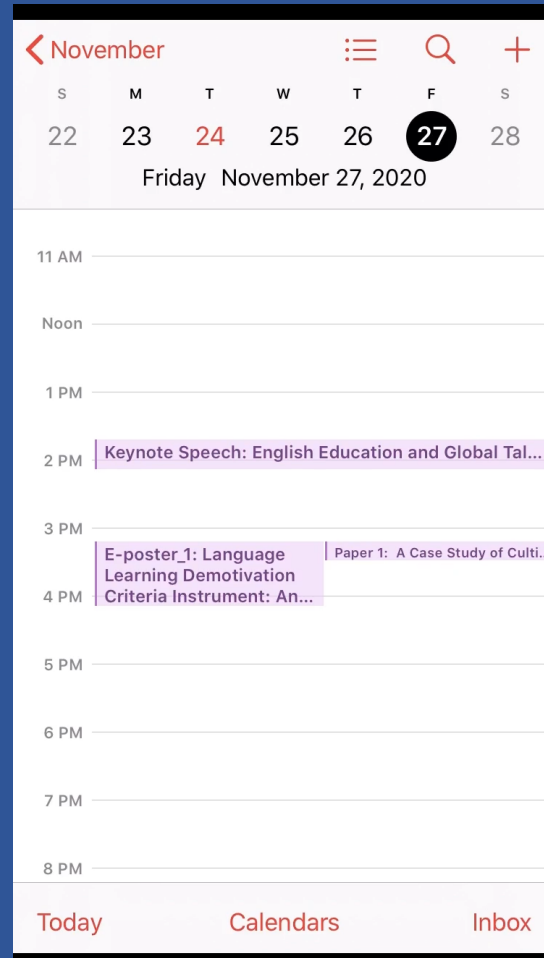 November
S M T W T F S
22 23 24 25 26 27 28
Friday November 27, 2020
11 AM
Noon
1 PM
Keynote Speech: English Education and Global Tal...
2 PM
3 PM
E-poster_1: Language
Learning Demotivation
Criteria Instrument: An...
Paper 1: A Case Study of Culti..
4 PM
5 PM
6 PM
7 PM
8 PM
Today Calendars Inbox